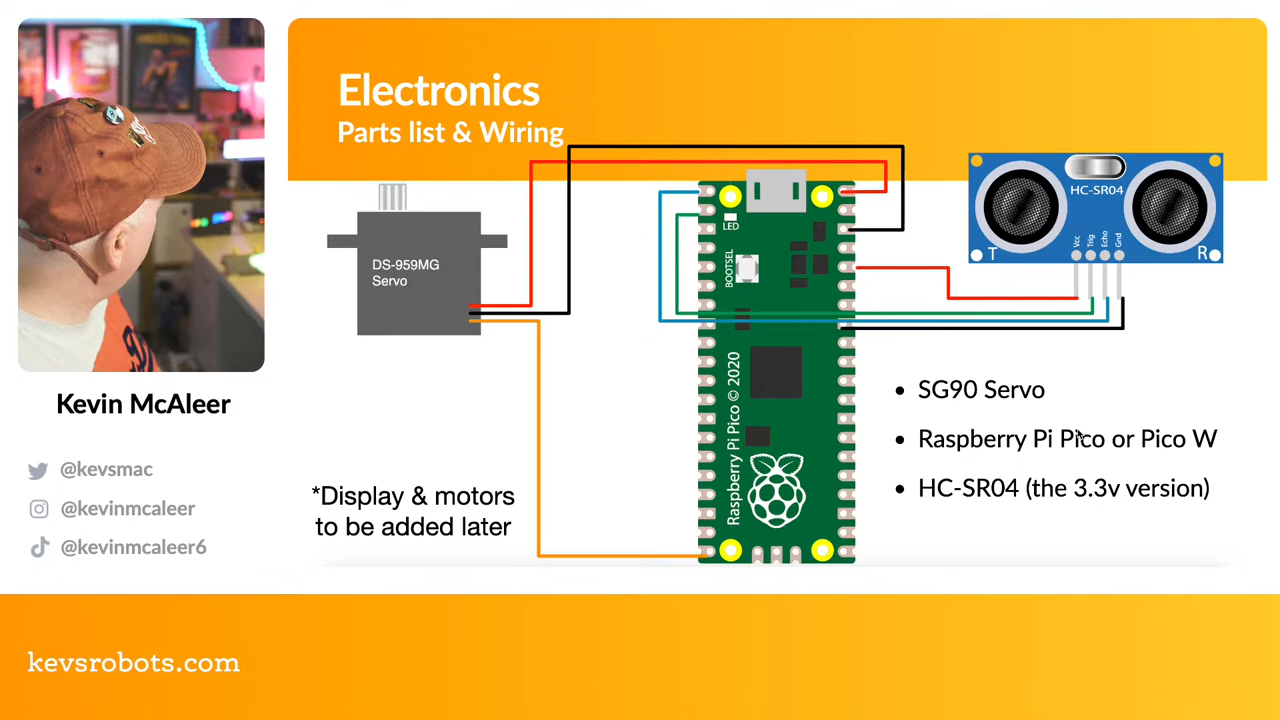 Electronics
Parts list & Wiring
Kevin McAleer
@kevsmac
@kevinmcaleer
@kevinmcaleer6
DS-959MG
Servo
*Display & motors
to be added later
LED
BOOTSEL
Raspberry Pi Pico © 2020
HC-SR04
Vcc
Trig
Echo
Gnd
T
R
• SG90 Servo
• Raspberry Pi Pico or Pico W
• HC-SR04 (the 3.3v version)
kevsrobots.com